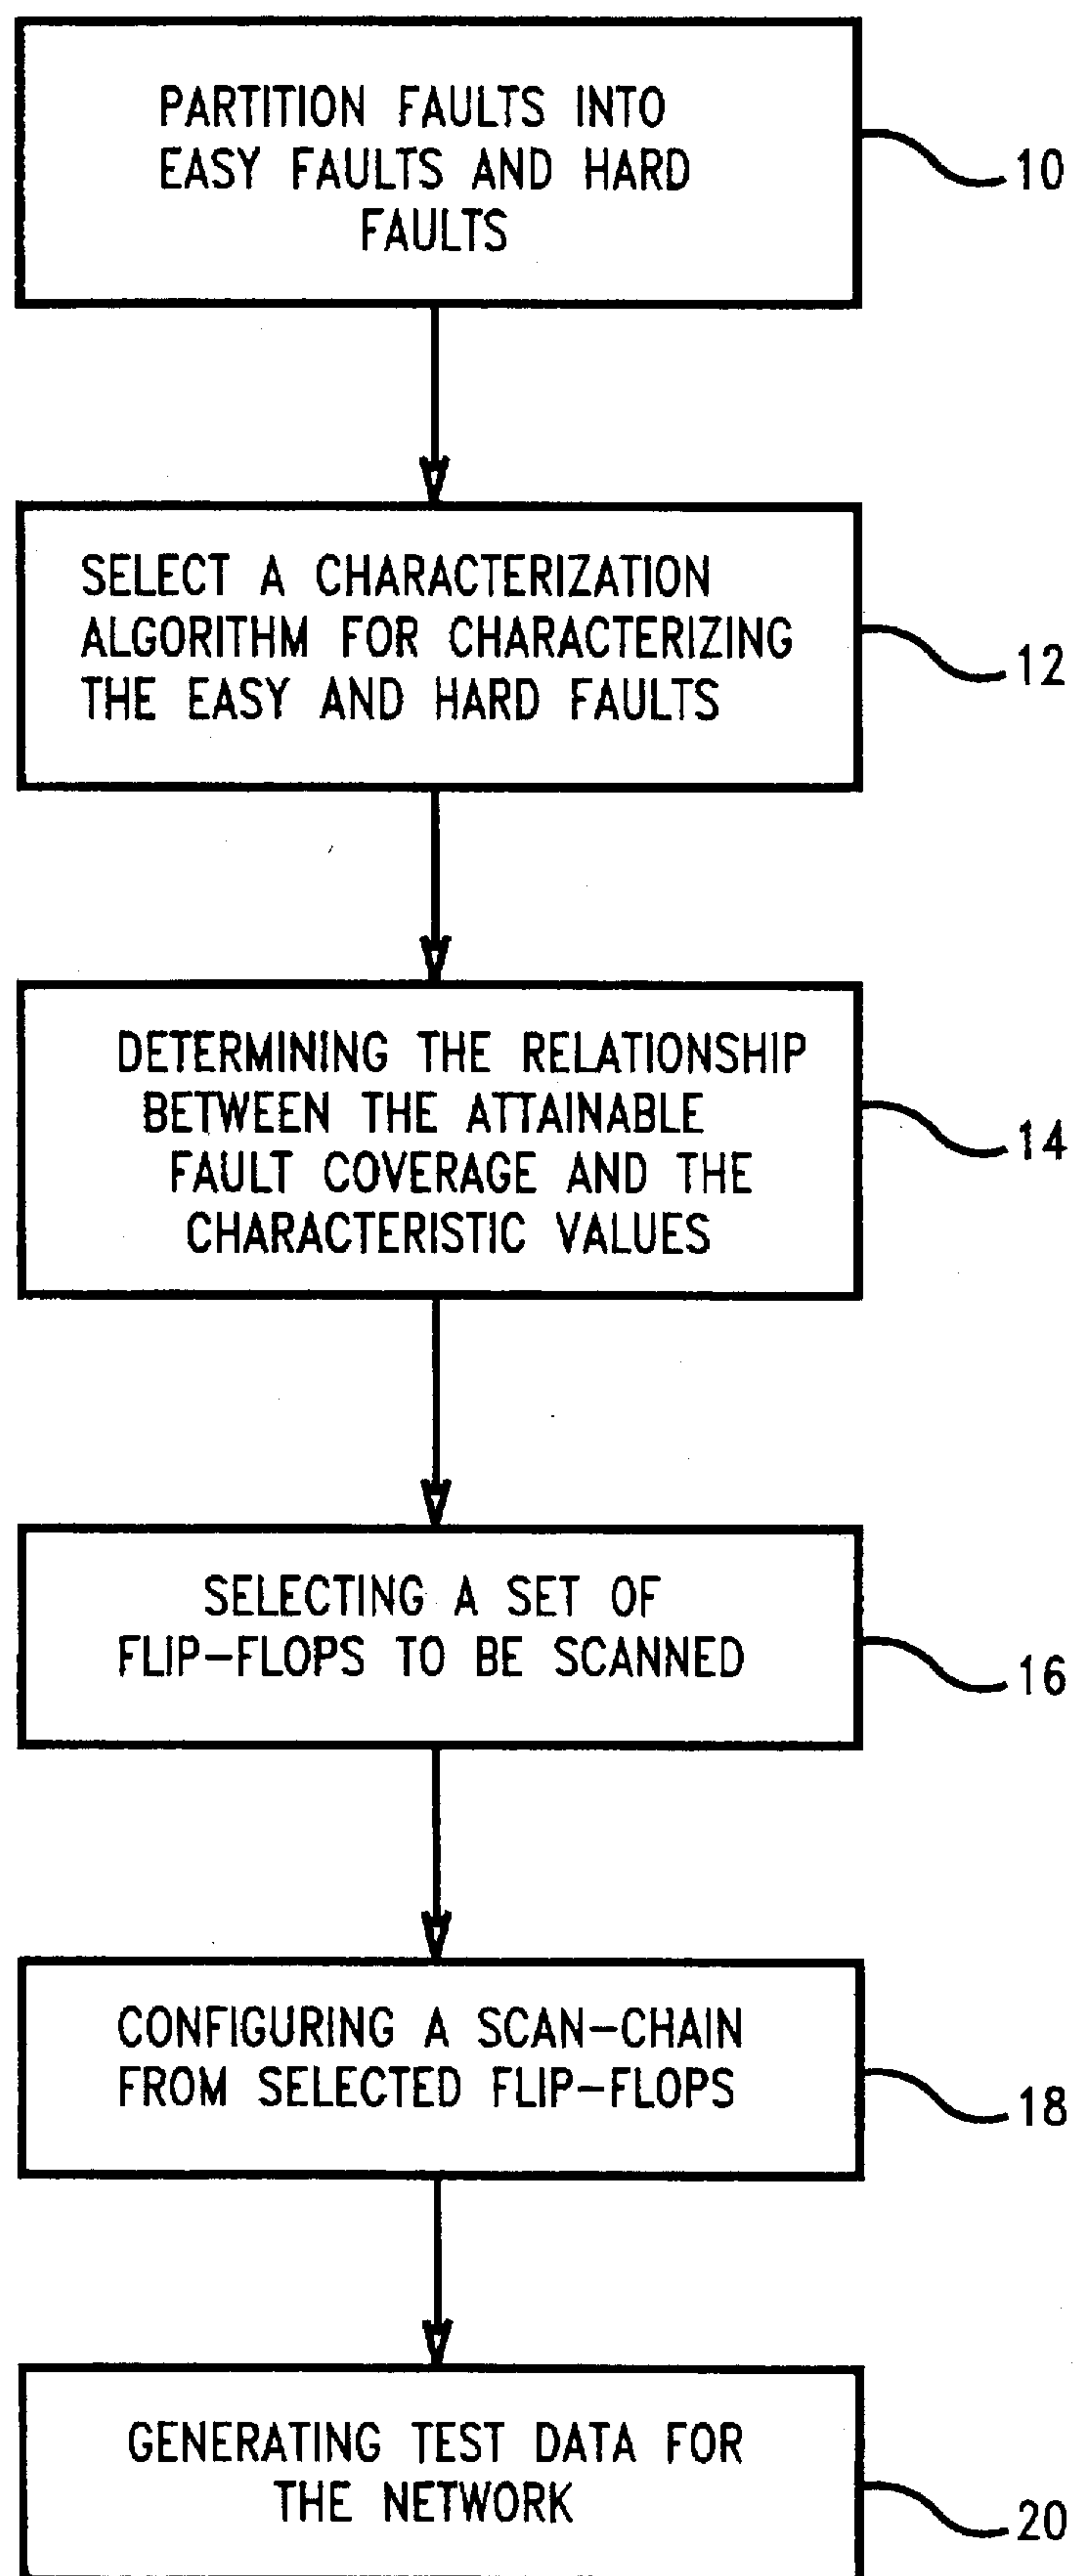 PARTITION FAULTS INTO
EASY FAULTS AND HARD
FAULTS
10
SELECT A CHARACTERIZATION
ALGORITHM FOR CHARACTERIZING
THE EASY AND HARD FAULTS
12
DETERMINING THE RELATIONSHIP
BETWEEN THE ATTAINABLE
FAULT COVERAGE AND THE
CHARACTERISTIC VALUES
14
SELECTING A SET OF
FLIP-FLOPS TO BE SCANNED
16
CONFIGURING A SCAN-CHAIN
FROM SELECTED FLIP-FLOPS
18
GENERATING TEST DATA FOR
THE NETWORK
20